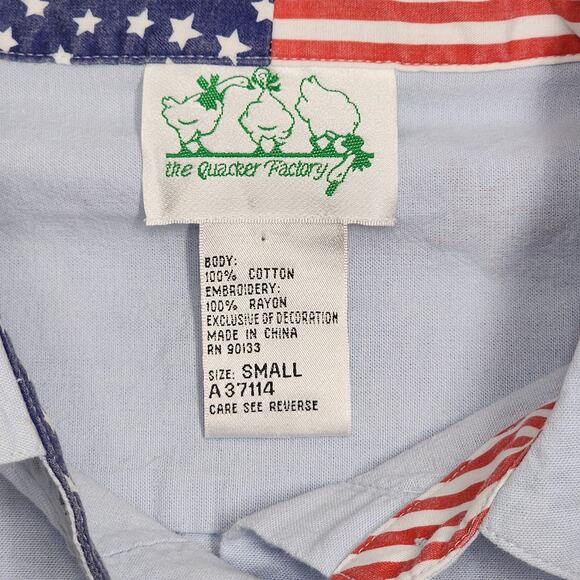 the Quacker Factory
BODY:
100% COTTON
EMBROIDERY:
100% RAYON
EXCLUSIVE OF DECORATION
MADE IN CHINA
RN 90133
SIZE: SMALL
A37114
CARE SEE REVERSE